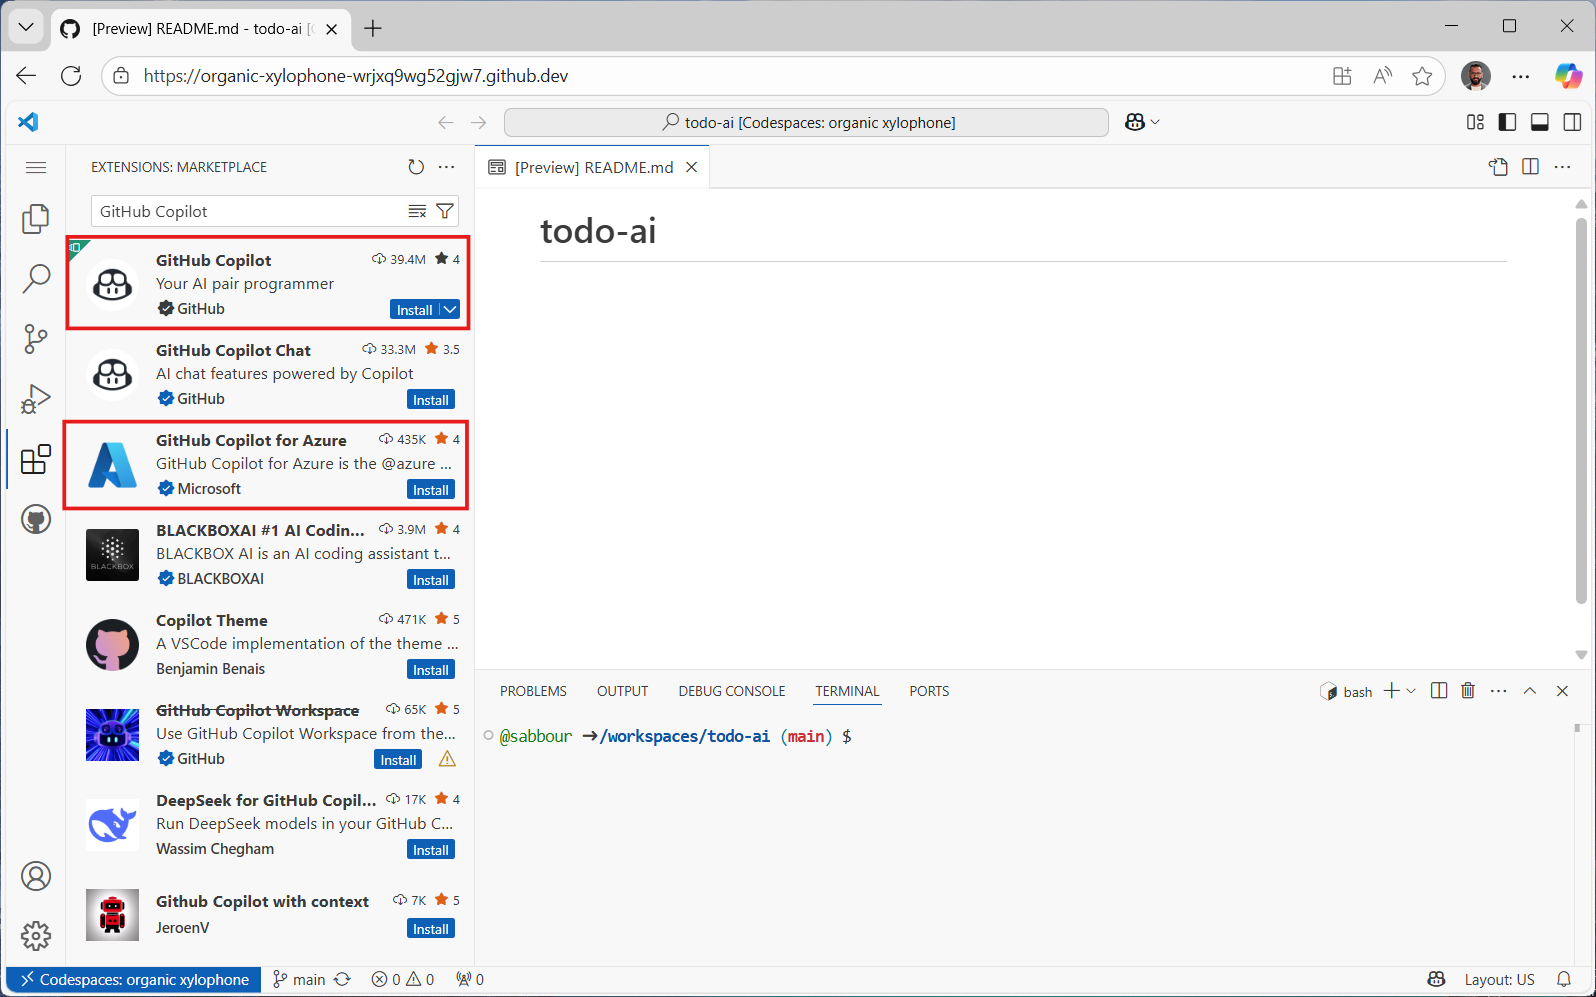 [Preview] README.md - todo-ai [
https://organic-xylophone-wrjxq9wg52gjw7.github.dev
todo-ai [Codespaces: organic xylophone]
EXTENSIONS: MARKETPLACE
GitHub Copilot
GitHub Copilot 39.4M 4
Your AI pair programmer
GitHub Install
GitHub Copilot Chat 33.3M 3.5
AI chat features powered by Copilot
GitHub Install
GitHub Copilot for Azure 435K 4
GitHub Copilot for Azure is the @azure ...
Microsoft Install
BLACKBOXAI #1 AI Codin... 3.9M 4
BLACKBOX AI is an AI coding assistant t...
BLACKBOX
BLACKBOXAI Install
Copilot Theme 471K 5
A VSCode implementation of the theme ...
Benjamin Benais Install
GitHub Copilot Workspace 65K 5
Use GitHub Copilot Workspace from the...
GitHub Install
DeepSeek for GitHub Copil... 17K 4
Run DeepSeek models in your GitHub C...
Wassim Chegham Install
Github Copilot with context 7K 5
JeroenV Install
[Preview] README.md
todo-ai
PROBLEMS OUTPUT DEBUG CONSOLE TERMINAL PORTS
bash
@sabbour →/workspaces/todo-ai (main) $
Codespaces: organic xylophone main 0 0 0
Layout: US